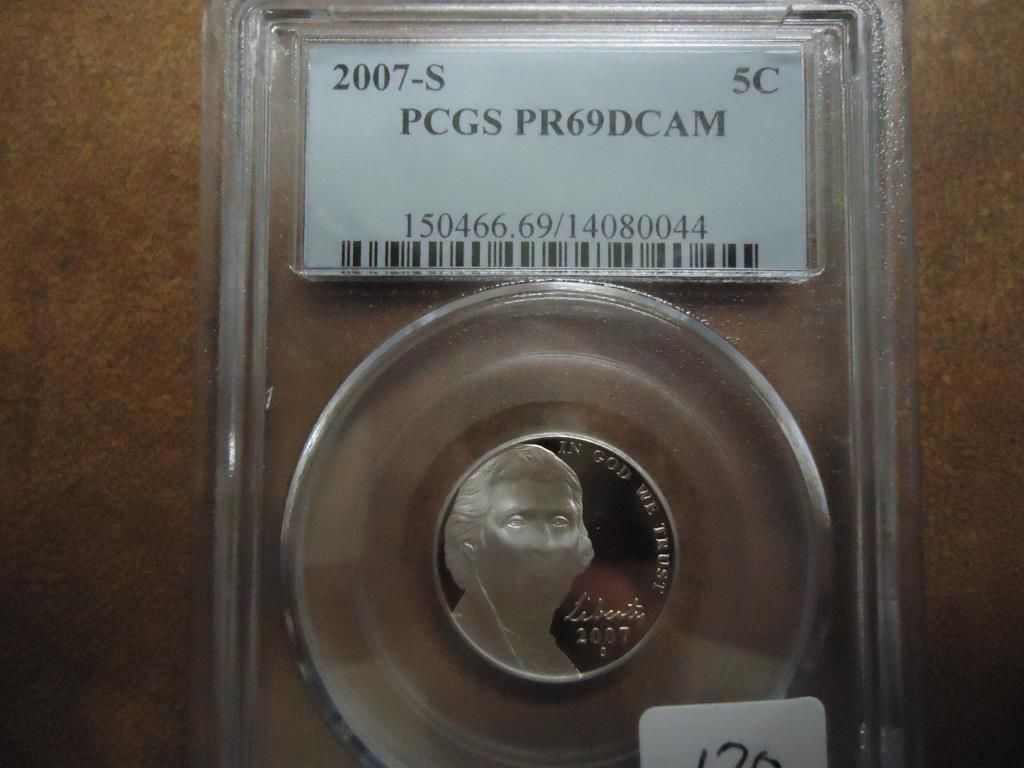 2007-S 5C
PCGS PR69DCAM
150466.69/14080044
IN GOD WE TRUST
Liberty
2007
S